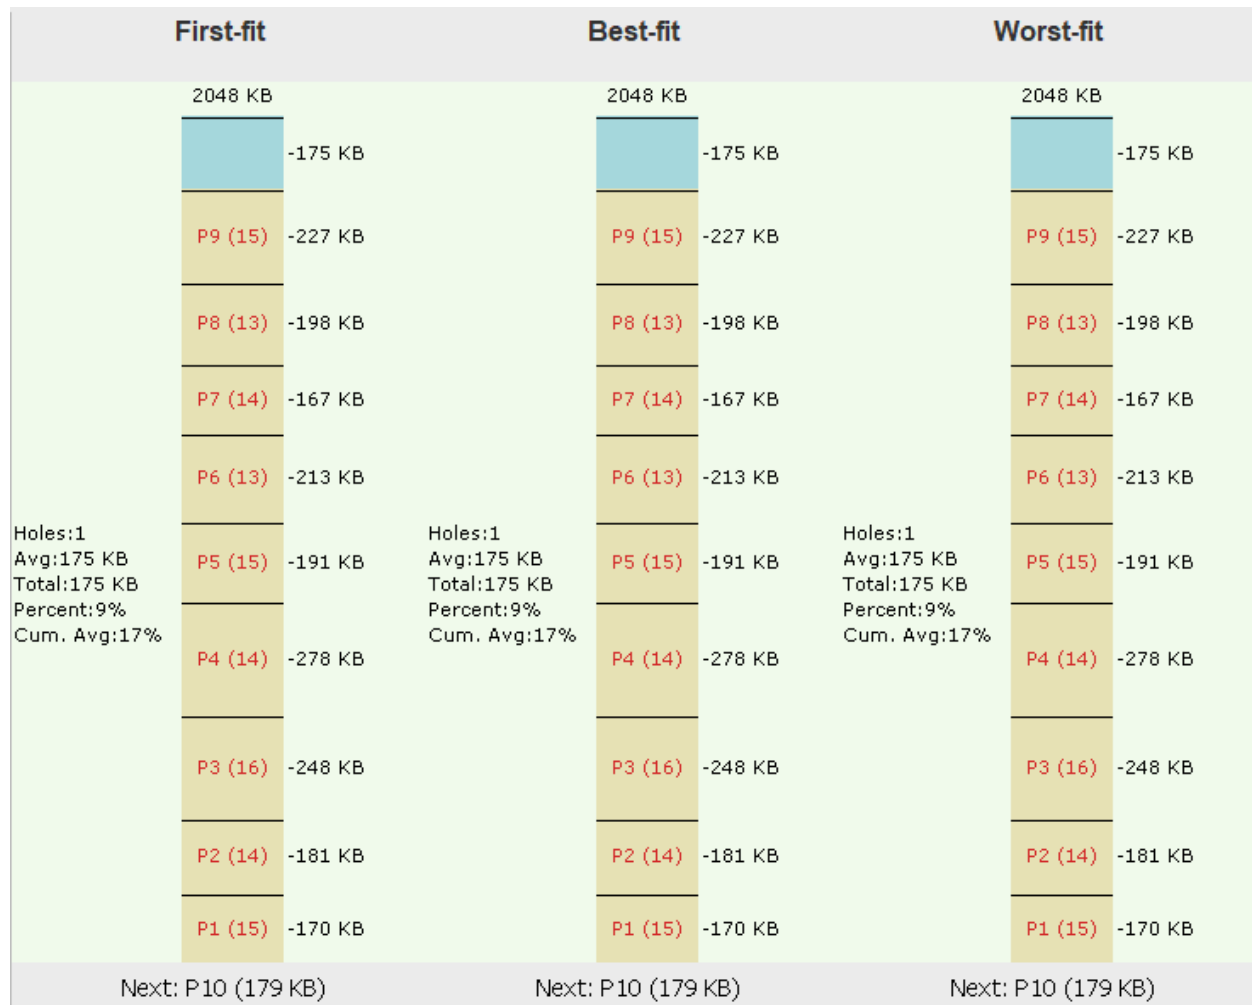 First-fit
2048 KB
-175 KB
P9 (15) -227 KB
P8 (13) -198 KB
P7 (14) -167 KB
P6 (13) -213 KB
Holes:1
Avg:175 KB
Total:175 KB
Percent:9%
Cum. Avg:17%
P5 (15) -191 KB
P4 (14) -278 KB
P3 (16) -248 KB
P2 (14) -181 KB
P1 (15) -170 KB
Next: P10 (179 KB)
Best-fit
2048 KB
-175 KB
P9 (15) -227 KB
P8 (13) -198 KB
P7 (14) -167 KB
P6 (13) -213 KB
Holes:1
Avg:175 KB
Total:175 KB
Percent:9%
Cum. Avg:17%
P5 (15) -191 KB
P4 (14) -278 KB
P3 (16) -248 KB
P2 (14) -181 KB
P1 (15) -170 KB
Next: P10 (179 KB)
Worst-fit
2048 KB
-175 KB
P9 (15) -227 KB
P8 (13) -198 KB
P7 (14) -167 KB
P6 (13) -213 KB
Holes:1
Avg:175 KB
Total:175 KB
Percent:9%
Cum. Avg:17%
P5 (15) -191 KB
P4 (14) -278 KB
P3 (16) -248 KB
P2 (14) -181 KB
P1 (15) -170 KB
Next: P10 (179 KB)